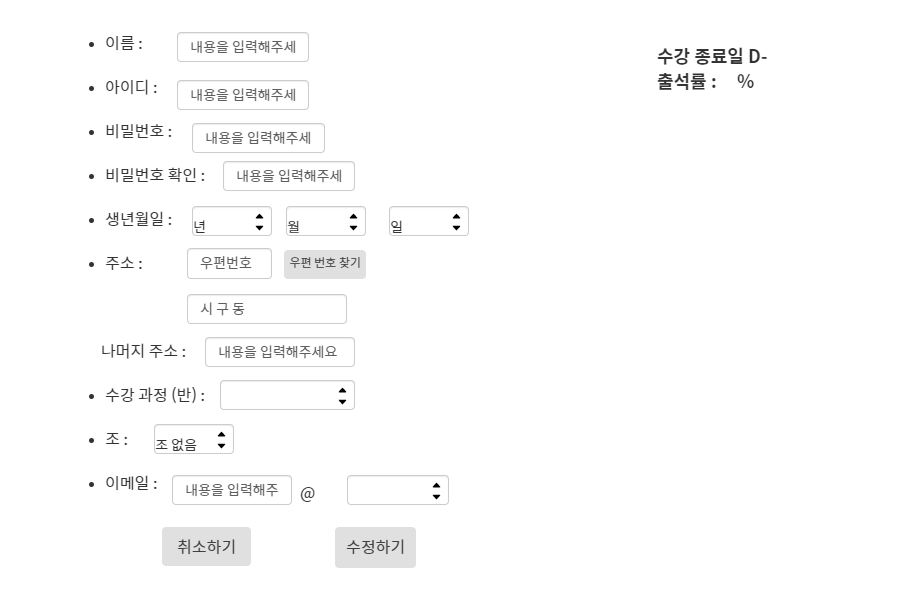 이름 : 내용을 입력해주세
아이디 : 내용을 입력해주세
비밀번호 : 내용을 입력해주세
비밀번호 확인 : 내용을 입력해주세
생년월일 : 년 월 일
주소 : 우편번호 우편 번호 찾기
시 구 동
나머지 주소 : 내용을 입력해주세요
수강 과정 (반) :
조 : 조 없음
이메일 : 내용을 입력해주 @
취소하기 수정하기
수강 종료일 D-
출석률 : %